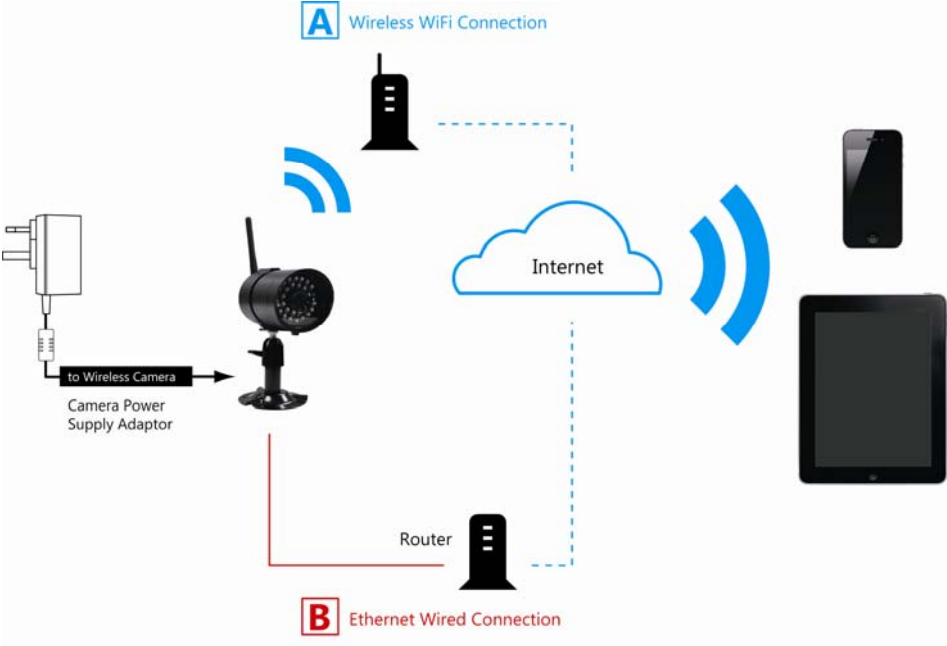 A Wireless WiFi Connection
Internet
to Wireless Camera
Camera Power
Supply Adaptor
Router
B Ethernet Wired Connection